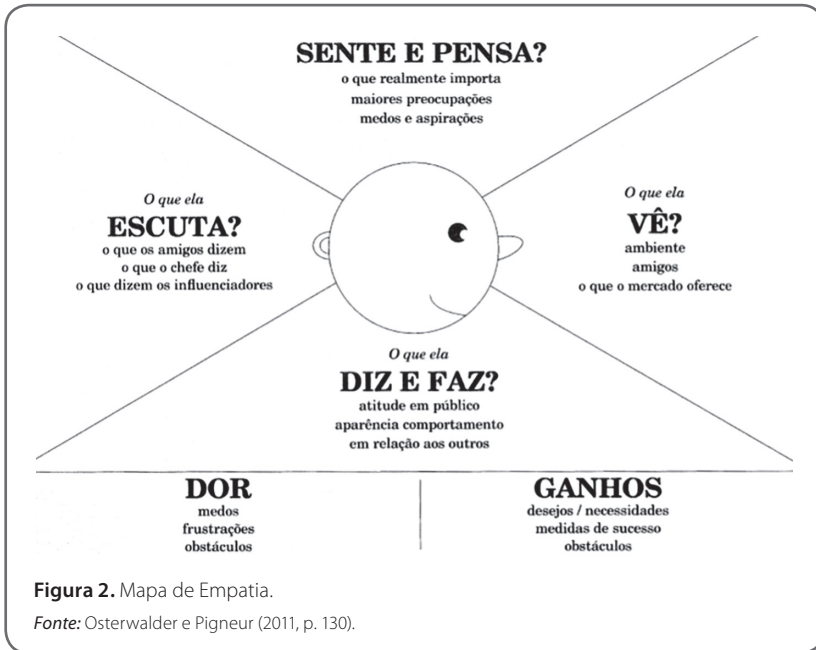 SENTE E PENSA?
o que realmente importa
maiores preocupações
medos e aspirações
O que ela
ESCUTA?
o que os amigos dizem
o que o chefe diz
o que dizem os influenciadores
O que ela
VÊ?
ambiente
amigos
o que o mercado oferece
O que ela
DIZ E FAZ?
atitude em público
aparência comportamento
em relação aos outros
DOR
medos
frustrações
obstáculos
GANHOS
desejos / necessidades
medidas de sucesso
obstáculos
Figura 2. Mapa de Empatia.
Fonte: Osterwalder e Pigneur (2011, p. 130).